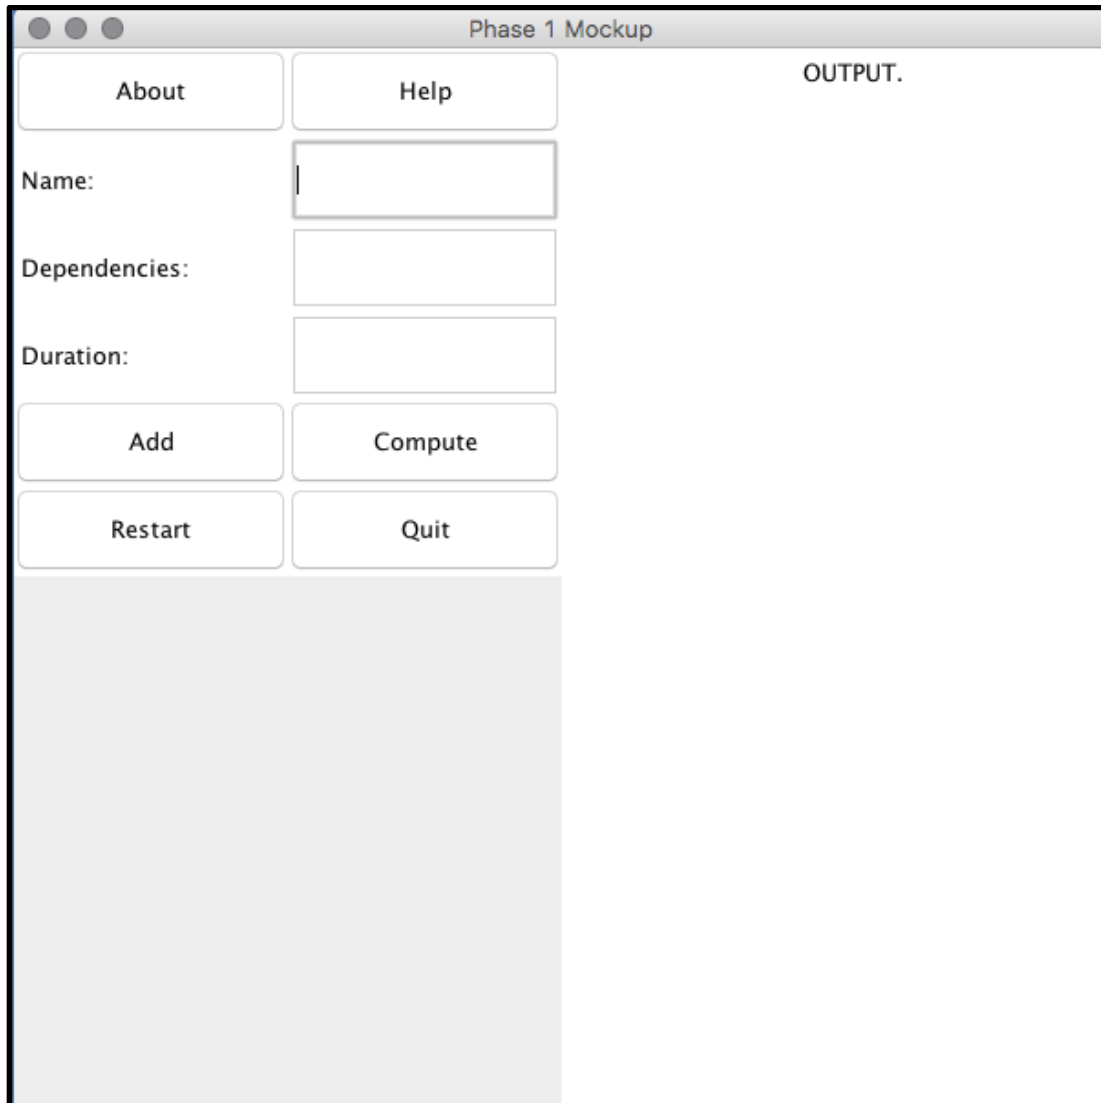 Phase 1 Mockup
About Help
OUTPUT.
Name:
Dependencies:
Duration:
Add Compute
Restart Quit